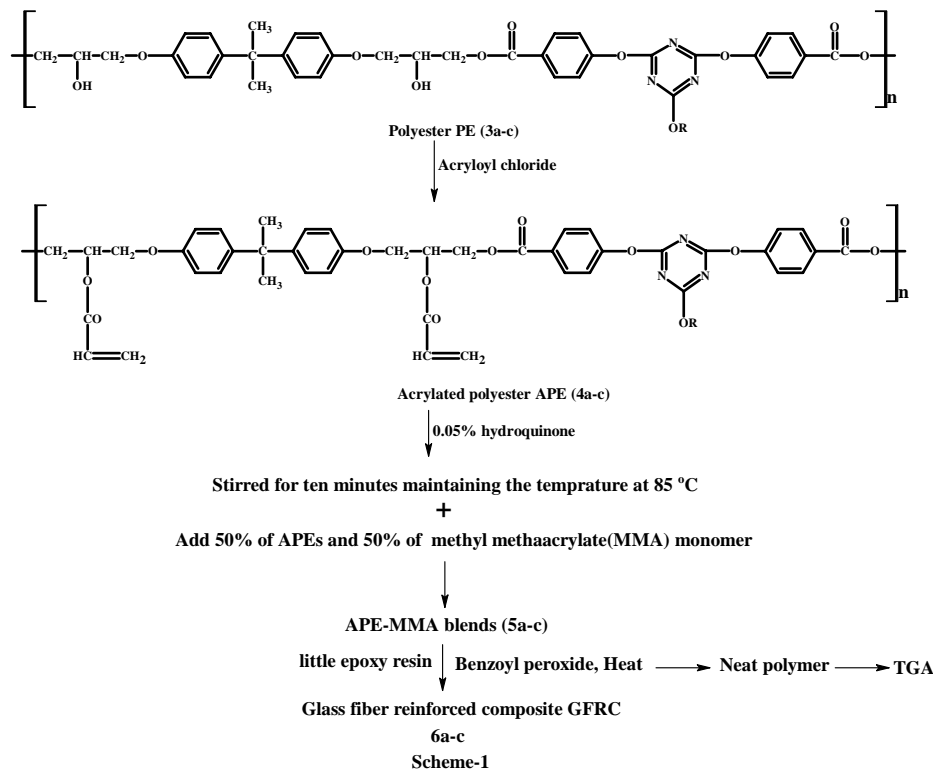 CH2 CH CH2 O CH3 CH3 O CH2 CH CH2 O C O O N N N O C O O
OH OH OR n
Polyester PE (3a-c)
Acryloyl chloride
CH2 CH CH2 O CH3 CH3 O CH2 CH CH2 O C O O N N N O C O O
O O OR n
CO CO
HC CH2 HC CH2
Acrylated polyester APE (4a-c)
0.05% hydroquinone
Stirred for ten minutes maintaining the temprature at 85 °C
+
Add 50% of APEs and 50% of methyl methaacrylate(MMA) monomer
APE-MMA blends (5a-c)
little epoxy resin Benzoyl peroxide, Heat Neat polymer TGA
Glass fiber reinforced composite GFRC
6a-c
Scheme-1